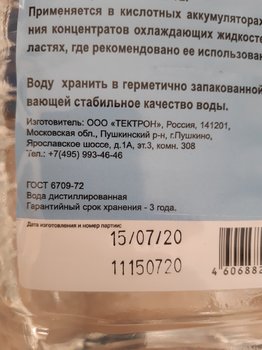 Применяется в кислотных аккумуляторах
ния концентратов охлаждающих жидкосте
ластях, где рекомендовано ее использован
Воду хранить в герметично запакованной
вающей стабильное качество воды.
Изготовитель: ООО «ТЕКТРОН», Россия, 141201,
Московская обл., Пушкинский р-н, г.Пушкино,
Ярославское шоссе, д.1А, эт.3, комн. 308
Тел.: +7(495) 993-46-46
ГОСТ 6709-72
Вода дистиллированная
Гарантийный срок хранения - 3 года.
Дата изготовления и номер партии:
15/07/20
11150720
4 606882